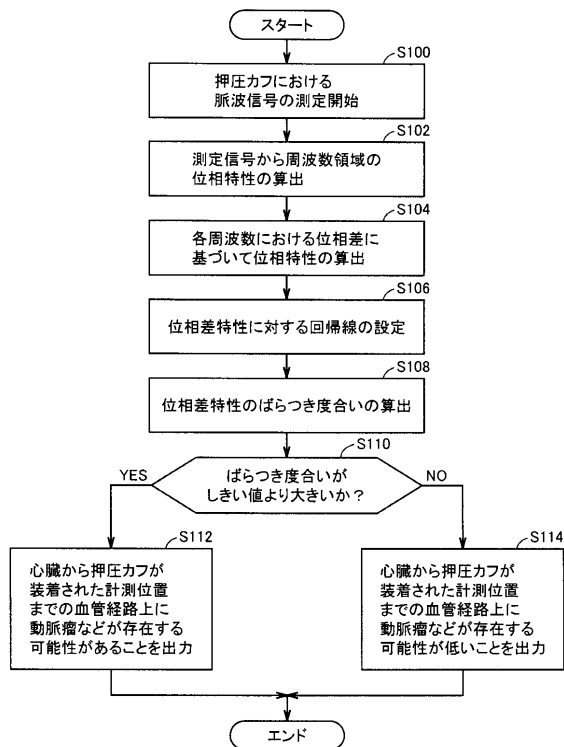 スタート
S100
押圧カフにおける
脈波信号の測定開始
S102
測定信号から周波数領域の
位相特性の算出
S104
各周波数における位相差に
基づいて位相特性の算出
S106
位相差特性に対する回帰線の設定
S108
位相差特性のばらつき度合いの算出
S110
ばらつき度合いが
しきい値より大きいか？
YES
NO
S112
心臓から押圧カフが
装着された計測位置
までの血管経路上に
動脈瘤などが存在する
可能性があることを出力
S114
心臓から押圧カフが
装着された計測位置
までの血管経路上に
動脈瘤などが存在する
可能性が低いことを出力
エンド